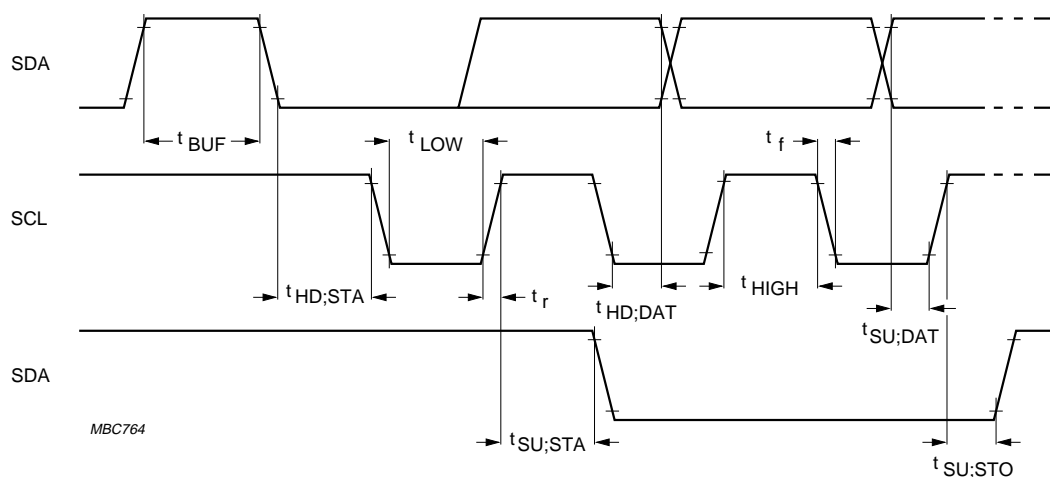 SDA
t BUF
t LOW
t f
SCL
t HD;STA
t r
t HD;DAT
t HIGH
t SU;DAT
SDA
MBC764
t SU;STA
t SU;STO